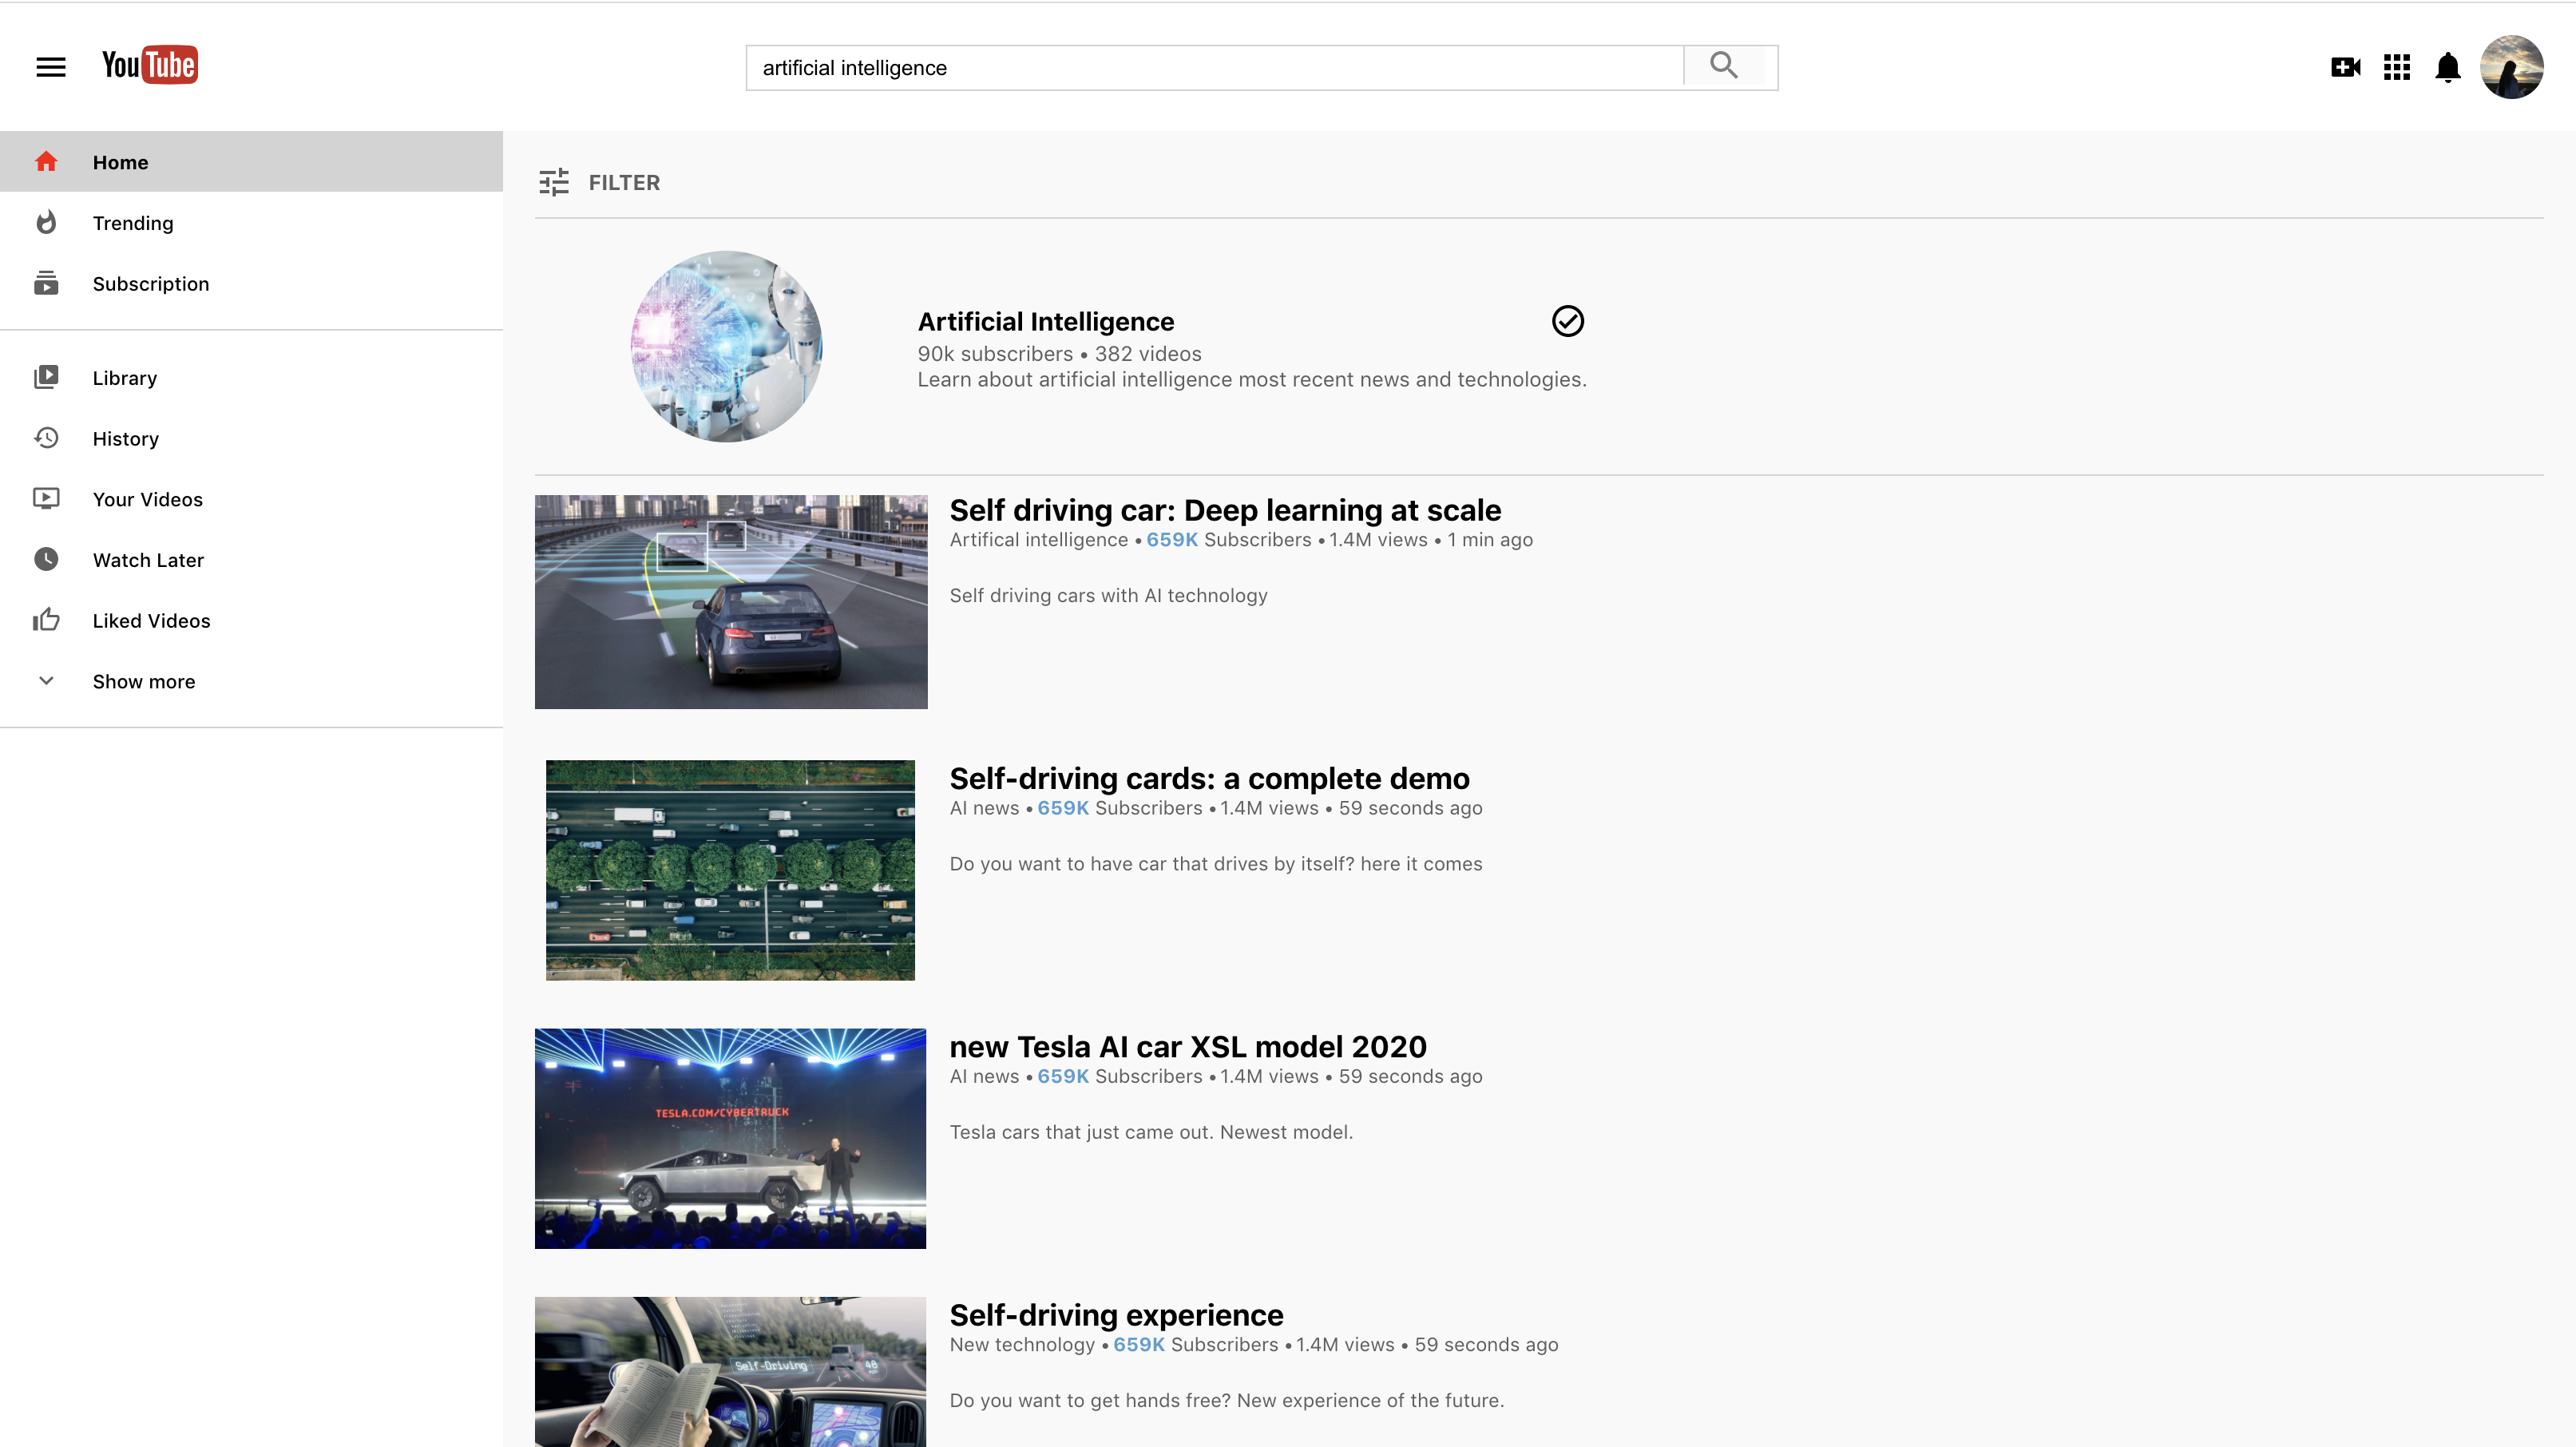 YouTube
artificial intelligence
Home
Trending
Subscription
Library
History
Your Videos
Watch Later
Liked Videos
Show more
FILTER
Artificial Intelligence
90k subscribers • 382 videos
Learn about artificial intelligence most recent news and technologies.
Self driving car: Deep learning at scale
Artifical intelligence • 659K Subscribers • 1.4M views • 1 min ago
Self driving cars with AI technology
Self-driving cards: a complete demo
AI news • 659K Subscribers • 1.4M views • 59 seconds ago
Do you want to have car that drives by itself? here it comes
TESLA.COM/CYBERTRUCK
new Tesla AI car XSL model 2020
AI news • 659K Subscribers • 1.4M views • 59 seconds ago
Tesla cars that just came out. Newest model.
Self-Driving
48
Self-driving experience
New technology • 659K Subscribers • 1.4M views • 59 seconds ago
Do you want to get hands free? New experience of the future.